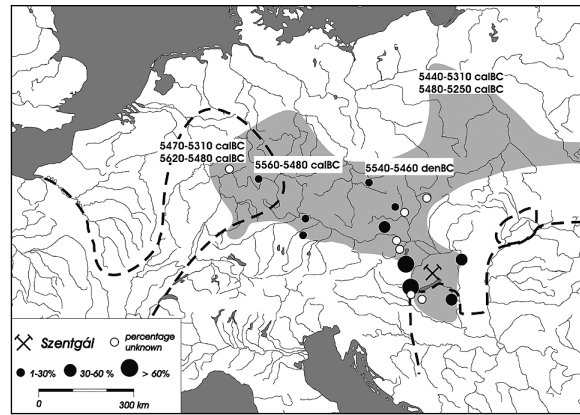 5440-5310 calBC
5480-5250 calBC
5470-5310 calBC
5620-5480 calBC
5560-5480 calBC
5540-5460 denBC
Szentgál
percentage
unknown
1-30%
30-60 %
> 60%
0
300 km